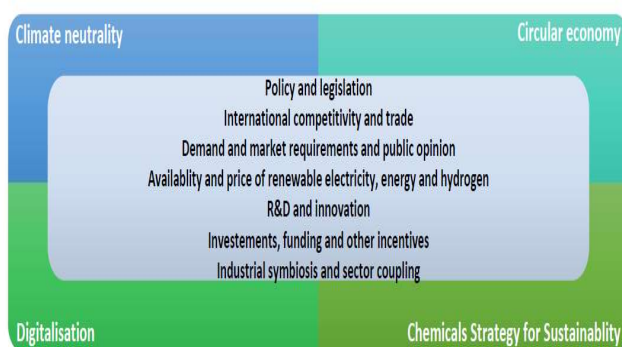 Climate neutrality
Circular economy
Policy and legislation
International competitivity and trade
Demand and market requirements and public opinion
Availablity and price of renewable electricity, energy and hydrogen
R&D and innovation
Investements, funding and other incentives
Industrial symbiosis and sector coupling
Digitalisation
Chemicals Strategy for Sustainablity